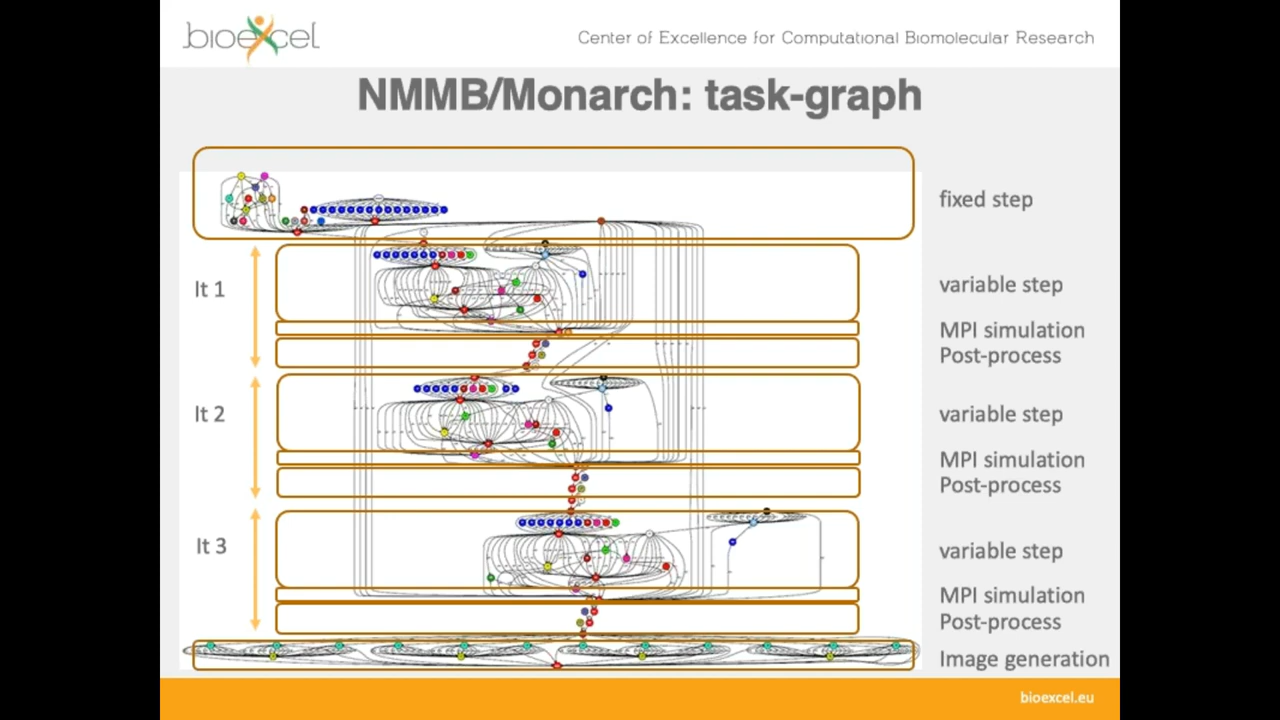 bioexcel
Center of Excellence for Computational Biomolecular Research
NMMB/Monarch: task-graph
fixed step
It 1
variable step
MPI simulation
Post-process
It 2
variable step
MPI simulation
Post-process
It 3
variable step
MPI simulation
Post-process
Image generation
bioexcel.eu